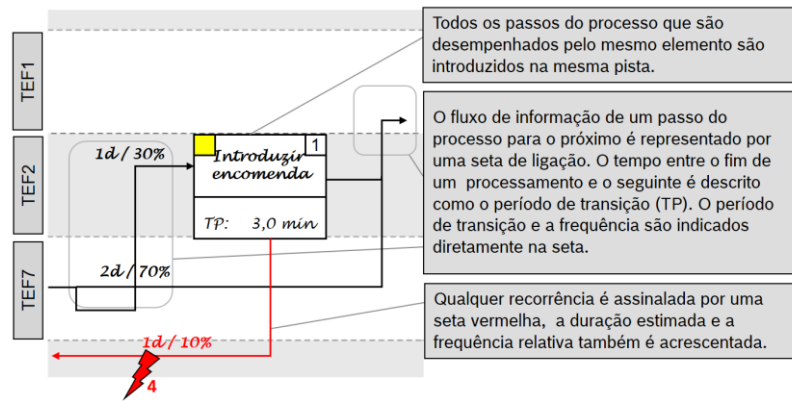 TEF1
TEF2
TEF7
1d / 30%
1
Introduzir
encomenda
TP: 3,0 min
2d / 70%
1d / 10%
4
Todos os passos do processo que são
desempenhados pelo mesmo elemento são
introduzidos na mesma pista.
O fluxo de informação de um passo do
processo para o próximo é representado por
uma seta de ligação. O tempo entre o fim de
um processamento e o seguinte é descrito
como o período de transição (TP). O período
de transição e a frequência são indicados
diretamente na seta.
Qualquer recorrência é assinalada por uma
seta vermelha, a duração estimada e a
frequência relativa também é acrescentada.